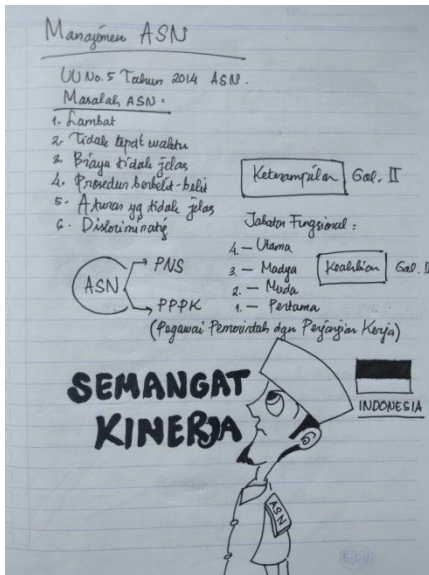 Manajemen ASN
UU No. 5 Tahun 2014 ASN.
Masalah ASN :
1. Lambat
2. Tidak tepat waktu
3. Biaya tidak jelas
4. Prosedur berbelit-belit
5. Aturan yg tidak jelas
6. Diskriminatif
Keterampilan Gol. II
Jabatan Fungsional :
4. — Utama
3. — Madya
2. — Muda
1. — Pertama
Keahlian Gol.
ASN
PNS
PPPK
(Pegawai Pemerintah dgn Perjanjian Kerja)
SEMANGAT
KINERJA
INDONESIA
ASN